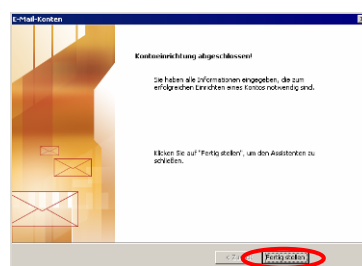 E-Mail-Konten
Kontoeinrichtung abgeschlossen!
Sie haben alle Informationen eingegeben, die zum
erfolgreichen Einrichten eines Kontos notwendig sind.
Klicken Sie auf "Fertig stellen", um den Assistenten zu
schließen.
Fertig stellen